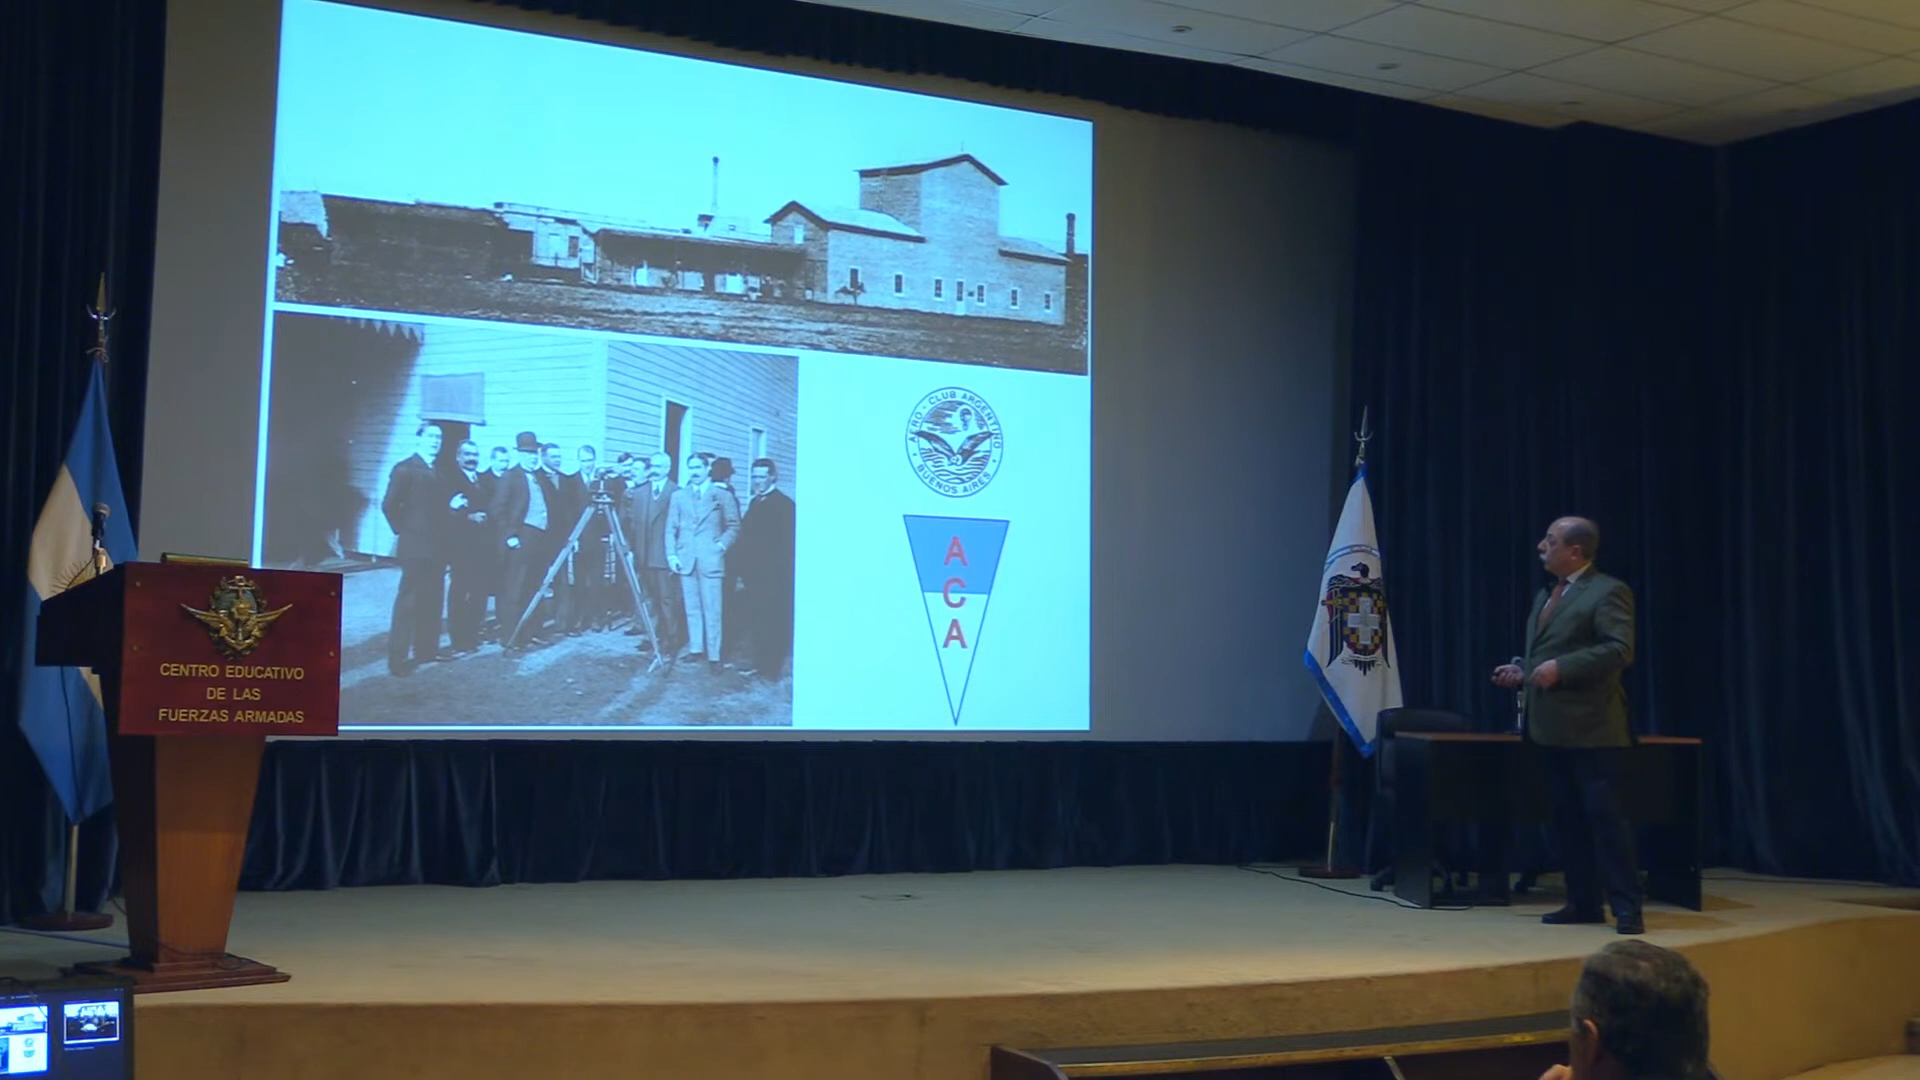 AERO - CLUB ARGENTINO
BUENOS AIRES
A
C
A
CENTRO EDUCATIVO
DE LAS
FUERZAS ARMADAS